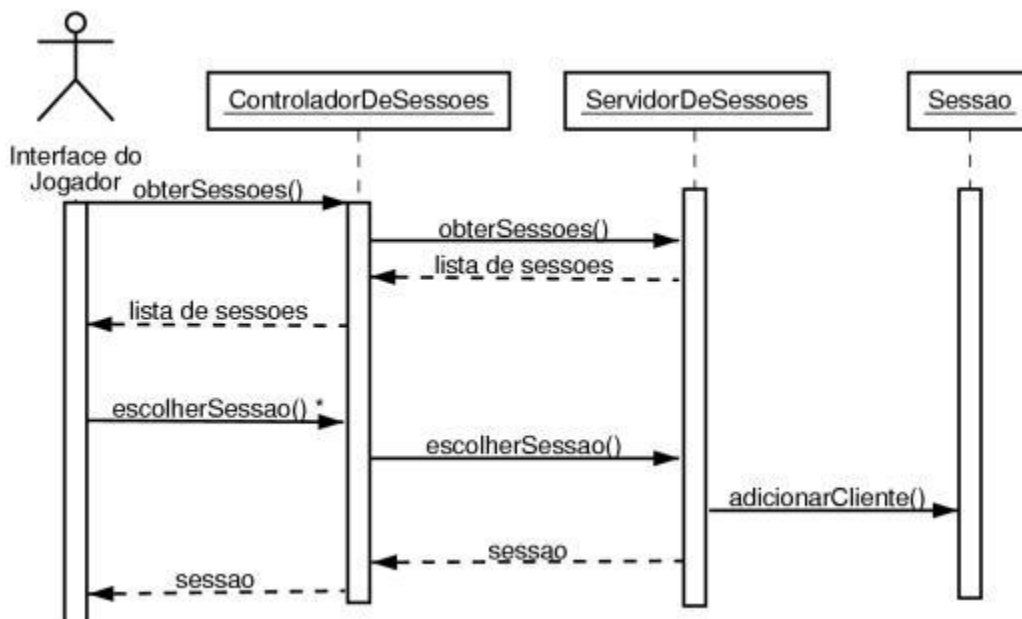 ControladorDeSessoes
ServidorDeSessoes
Sessao
Interface do
Jogador
obterSessoes()
obterSessoes()
lista de sessoes
lista de sessoes
escolherSessao() *
escolherSessao()
adicionarCliente()
sessao
sessao